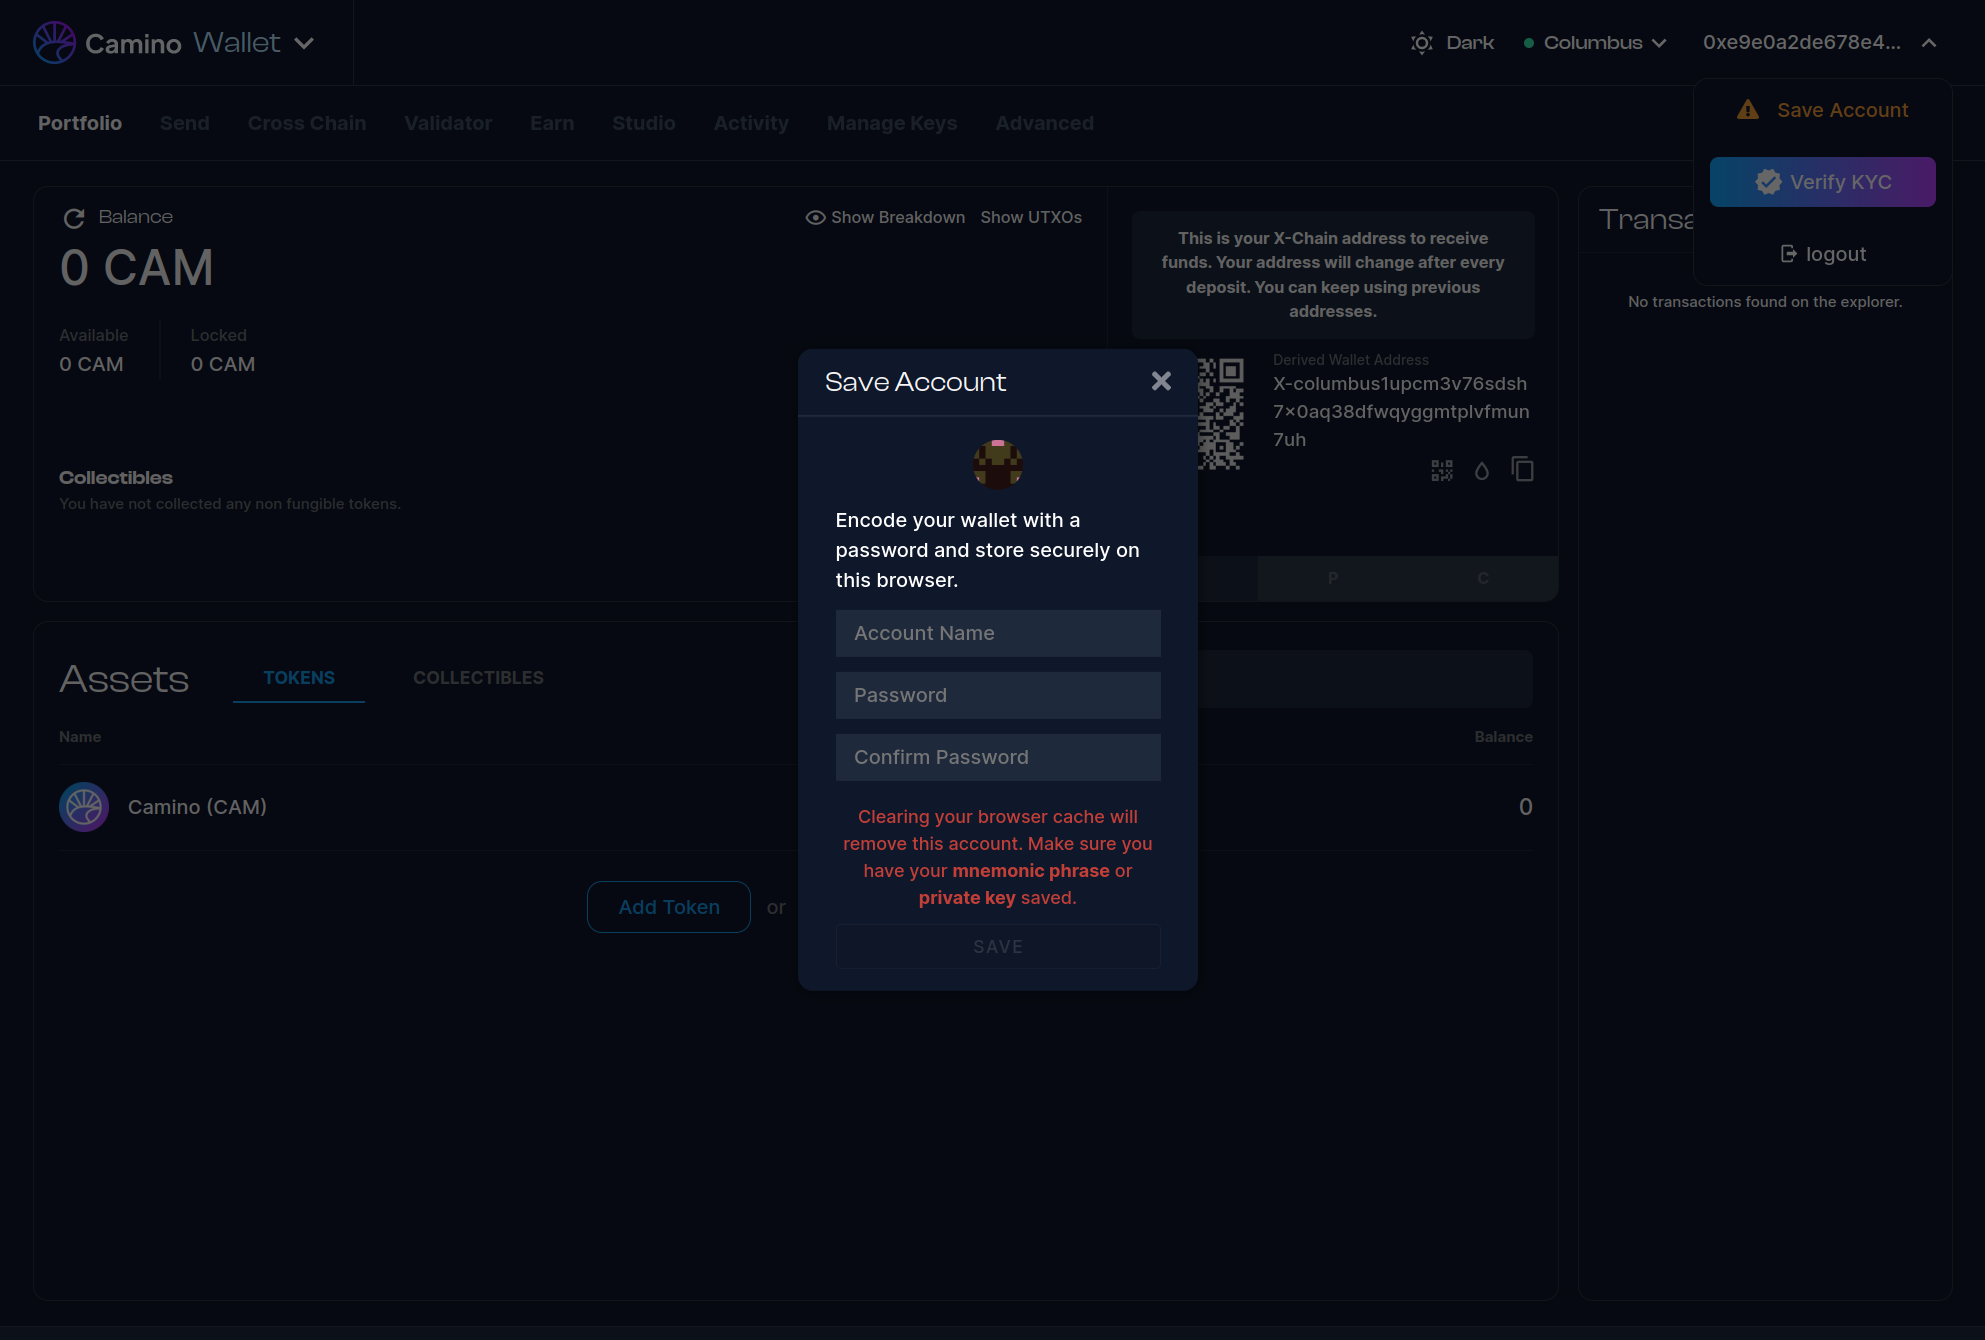 Camino Wallet
Dark
Columbus
0xe9e0a2de678e4...
Save Account
Verify KYC
logout
Portfolio
Send
Cross Chain
Validator
Earn
Studio
Activity
Manage Keys
Advanced
Balance
Show Breakdown
Show UTXOs
0 CAM
Available
0 CAM
Locked
0 CAM
Collectibles
You have not collected any non fungible tokens.
This is your X-Chain address to receive
funds. Your address will change after every
deposit. You can keep using previous
addresses.
Derived Wallet Address
X-columbus1upcm3v76sdsh
7x0aq38dfwqyggmtplvfmun
7uh
P
C
No transactions found on the explorer.
Save Account
Encode your wallet with a
password and store securely on
this browser.
Account Name
Password
Confirm Password
Clearing your browser cache will
remove this account. Make sure you
have your mnemonic phrase or
private key saved.
SAVE
Assets
TOKENS
COLLECTIBLES
Name
Balance
Camino (CAM)
0
Add Token
or